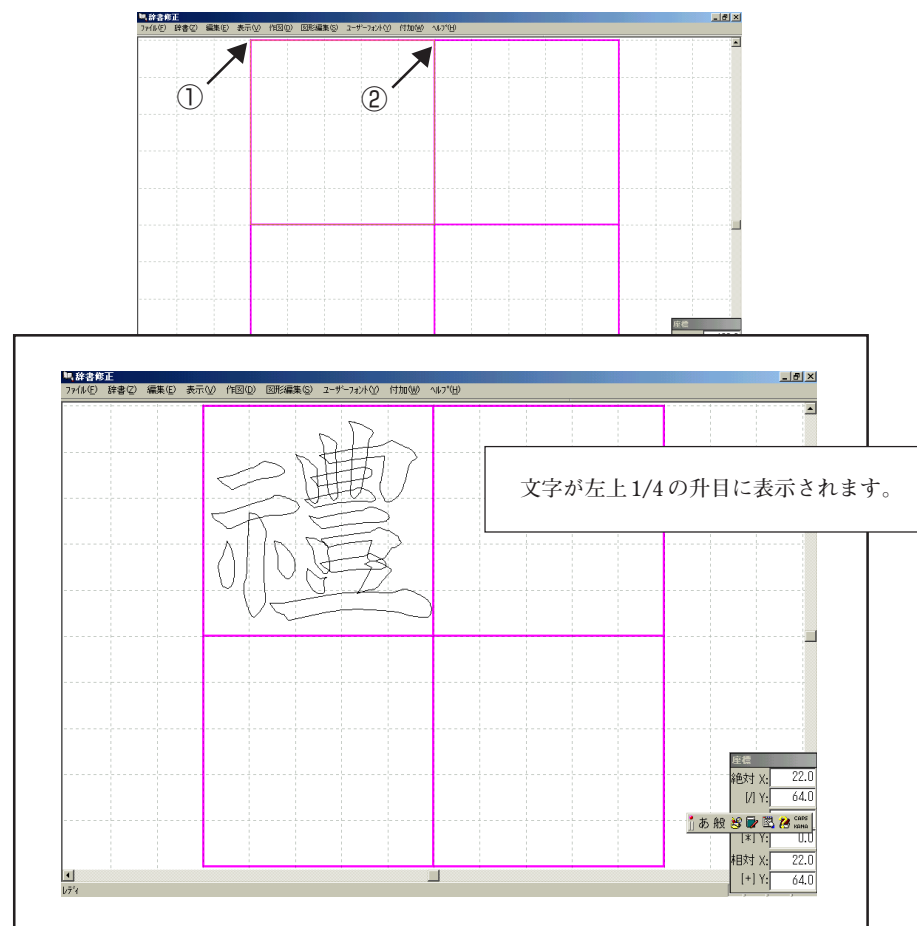 辞書修正
ファイル(F) 辞書(Z) 編集(E) 表示(V) 作図(D) 図形編集(S) ユーザーフォント(Y) 付加(W) ヘルプ(H)
① ②
座標
辞書修正
ファイル(F) 辞書(Z) 編集(E) 表示(V) 作図(D) 図形編集(S) ユーザーフォント(Y) 付加(W) ヘルプ(H)
禮
文字が左上1/4の升目に表示されます。
座標
絶対 X: 22.0
[/] Y: 64.0
あ 般 CAPS KANA
[*] Y: 0.0
相対 X: 22.0
[+] Y: 64.0
レディ